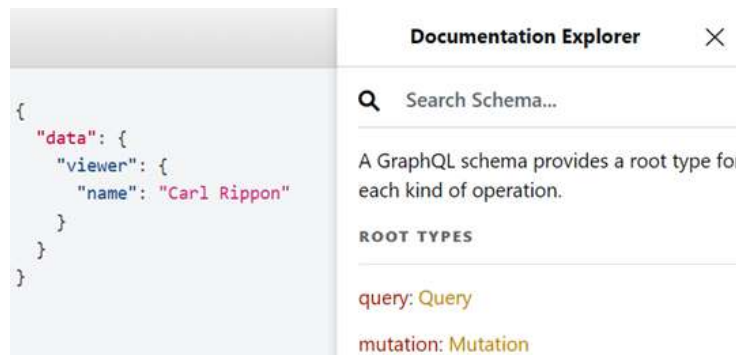 {
  "data": {
    "viewer": {
      "name": "Carl Rippon"
    }
  }
}
Documentation Explorer
Search Schema...
A GraphQL schema provides a root type for
each kind of operation.
ROOT TYPES
query: Query
mutation: Mutation